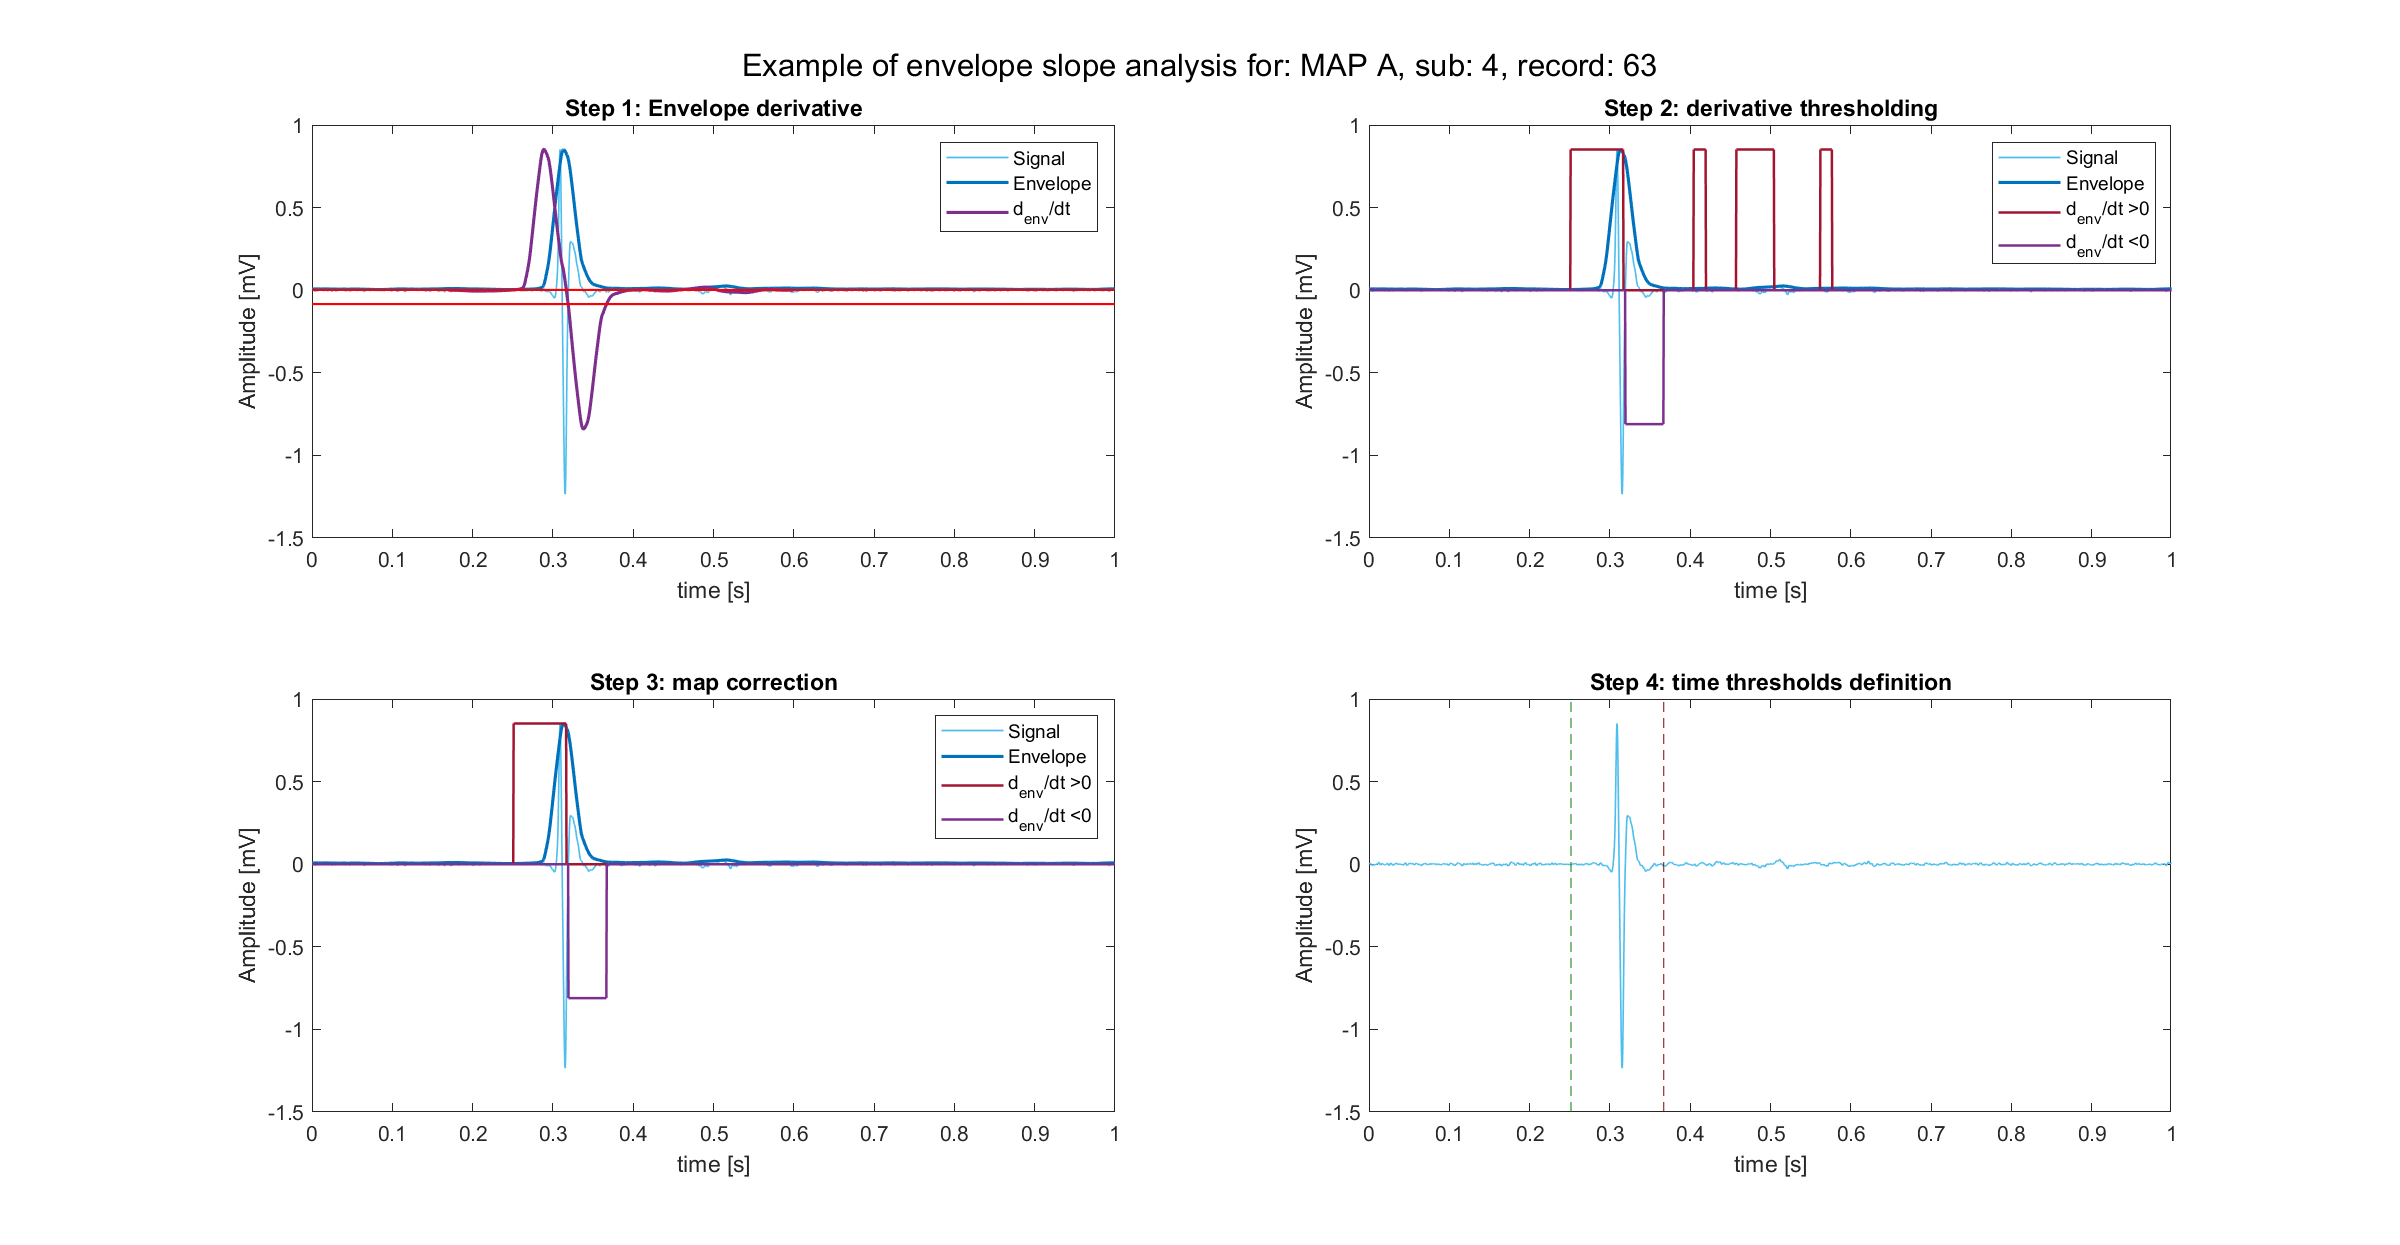 Example of envelope slope analysis for: MAP A, sub: 4, record: 63
Step 1: Envelope derivative
1
0.5
0
-0.5
-1
-1.5
Amplitude [mV]
0 0.1 0.2 0.3 0.4 0.5 0.6 0.7 0.8 0.9 1
time [s]
Signal
Envelope
d_env/dt
Step 2: derivative thresholding
1
0.5
0
-0.5
-1
-1.5
Amplitude [mV]
0 0.1 0.2 0.3 0.4 0.5 0.6 0.7 0.8 0.9 1
time [s]
Signal
Envelope
d_env/dt >0
d_env/dt <0
Step 3: map correction
1
0.5
0
-0.5
-1
-1.5
Amplitude [mV]
0 0.1 0.2 0.3 0.4 0.5 0.6 0.7 0.8 0.9 1
time [s]
Signal
Envelope
d_env/dt >0
d_env/dt <0
Step 4: time thresholds definition
1
0.5
0
-0.5
-1
-1.5
Amplitude [mV]
0 0.1 0.2 0.3 0.4 0.5 0.6 0.7 0.8 0.9 1
time [s]